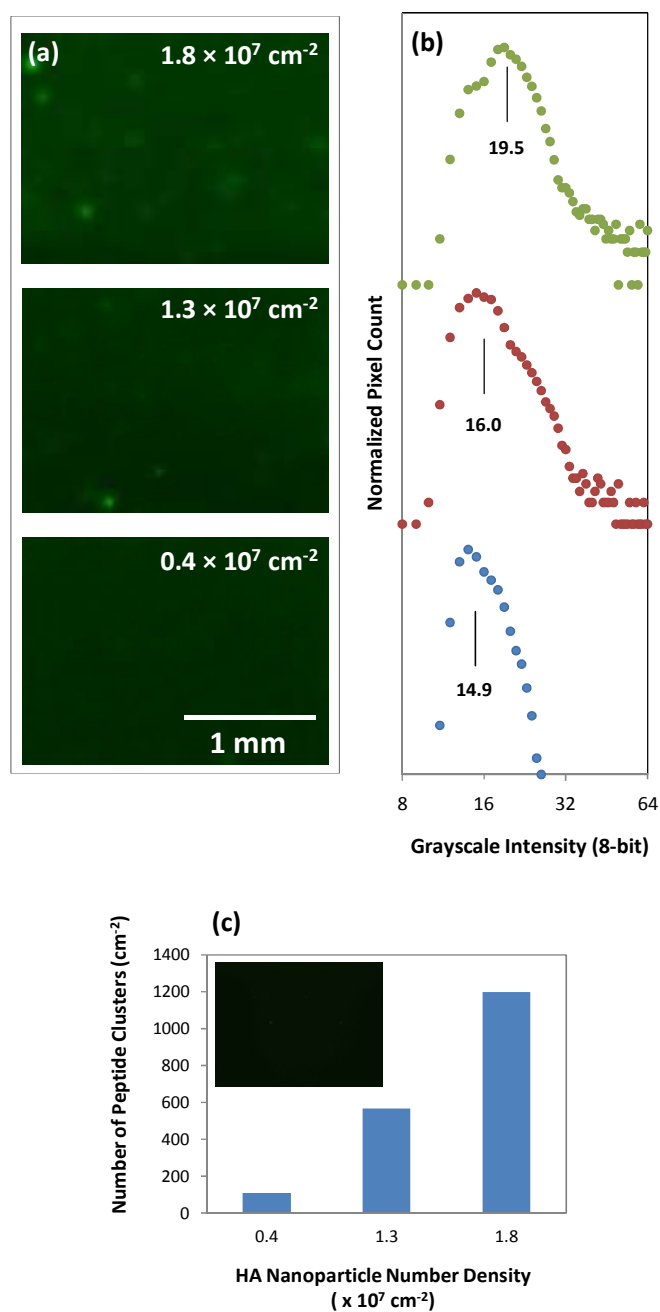 (a)
1.8 × 10⁷ cm⁻²
1.3 × 10⁷ cm⁻²
0.4 × 10⁷ cm⁻²
1 mm
(b)
Normalized Pixel Count
19.5
16.0
14.9
8 16 32 64
Grayscale Intensity (8-bit)
(c)
Number of Peptide Clusters (cm⁻²)
1400
1200
1000
800
600
400
200
0
0.4 1.3 1.8
HA Nanoparticle Number Density
( x 10⁷ cm⁻²)